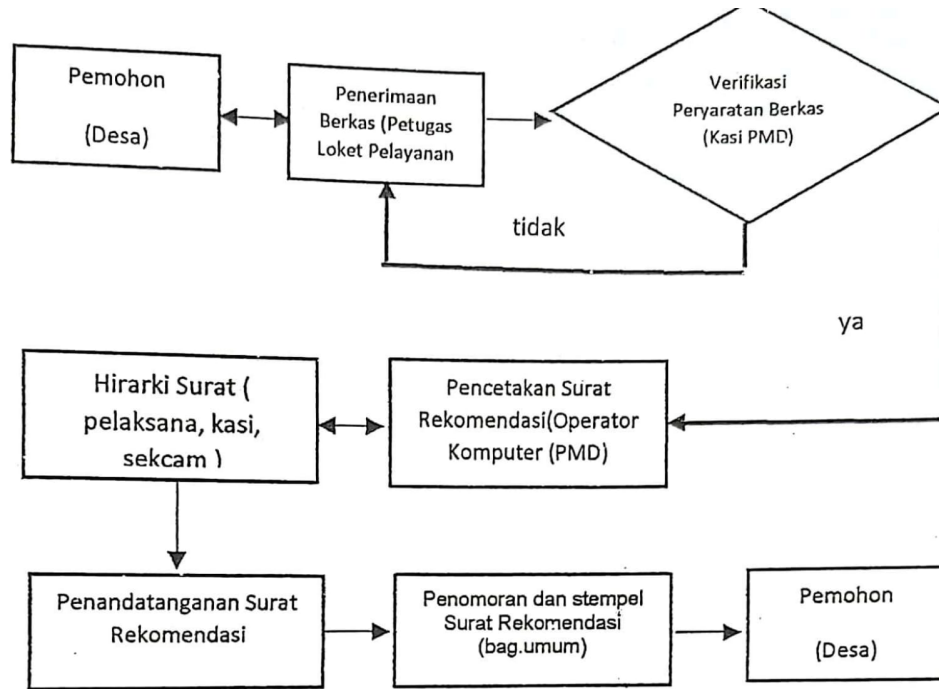 Pemohon
(Desa)
Penerimaan
Berkas (Petugas
Loket Pelayanan
Verifikasi
Peryaratan Berkas
(Kasi PMD)
tidak
ya
Hirarki Surat (
pelaksana, kasi,
sekcam )
Pencetakan Surat
Rekomendasi(Operator
Komputer (PMD)
Penandatanganan Surat
Rekomendasi
Penomoran dan stempel
Surat Rekomendasi
(bag.umum)
Pemohon
(Desa)